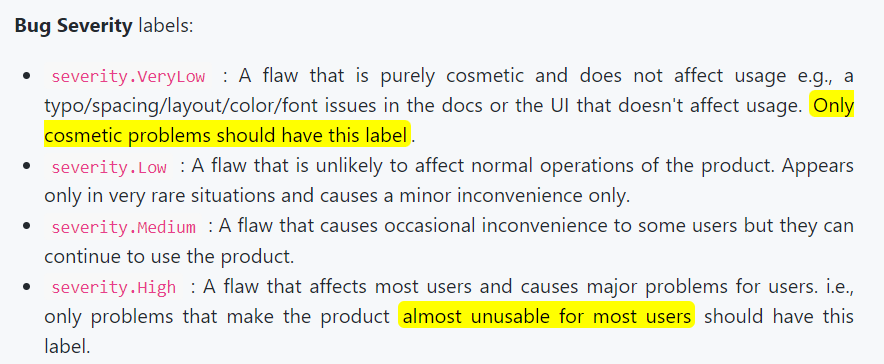 Bug Severity labels:
severity.VeryLow : A flaw that is purely cosmetic and does not affect usage e.g., a
typo/spacing/layout/color/font issues in the docs or the UI that doesn't affect usage. Only
cosmetic problems should have this label.
severity.Low : A flaw that is unlikely to affect normal operations of the product. Appears
only in very rare situations and causes a minor inconvenience only.
severity.Medium : A flaw that causes occasional inconvenience to some users but they can
continue to use the product.
severity.High : A flaw that affects most users and causes major problems for users. i.e.,
only problems that make the product almost unusable for most users should have this
label.